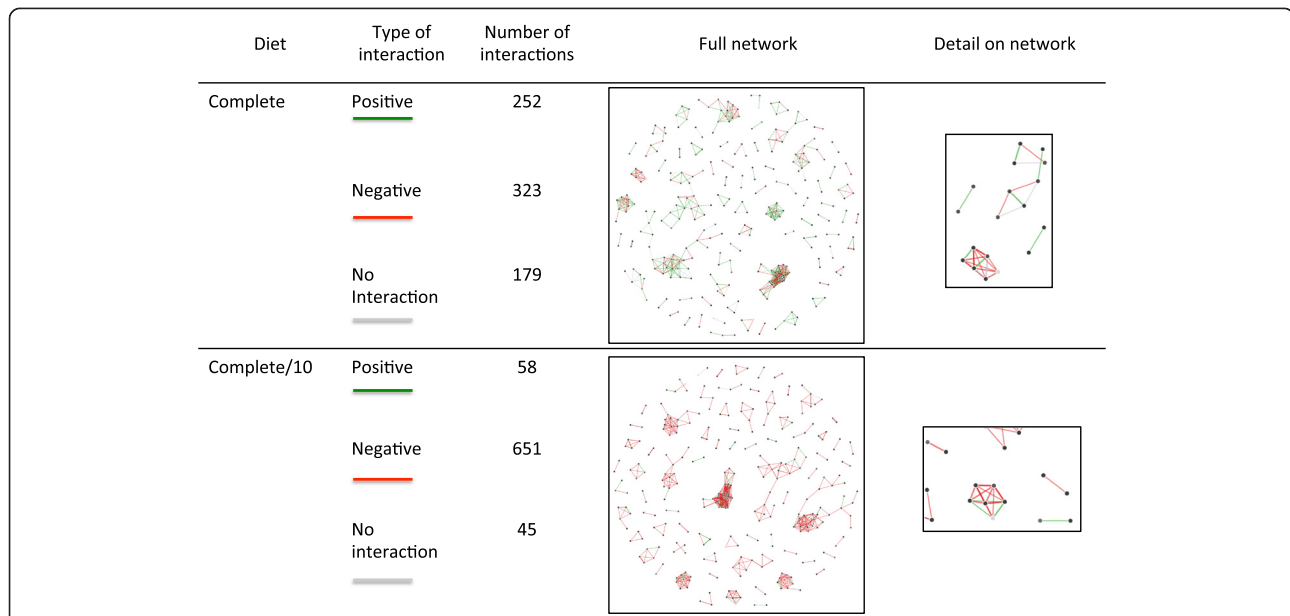 Diet Type of interaction Number of interactions Full network Detail on network
Complete Positive 252
Negative 323
No Interaction 179
Complete/10 Positive 58
Negative 651
No interaction 45